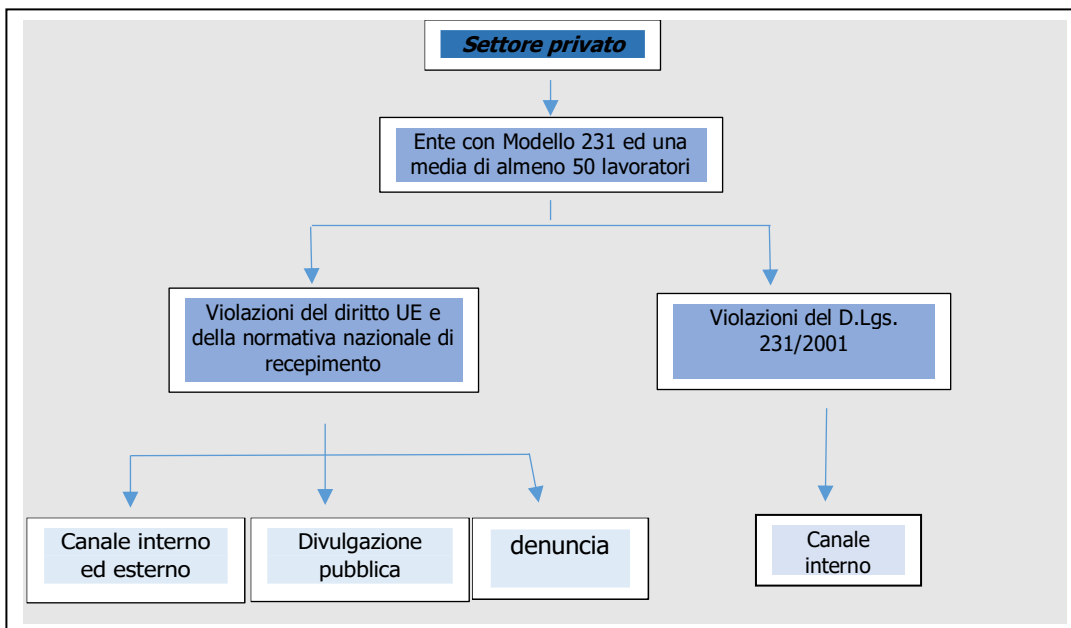 Settore privato
Ente con Modello 231 ed una
media di almeno 50 lavoratori
Violazioni del diritto UE e
della normativa nazionale di
recepimento
Violazioni del D.Lgs.
231/2001
Canale interno
ed esterno
Divulgazione
pubblica
denuncia
Canale
interno